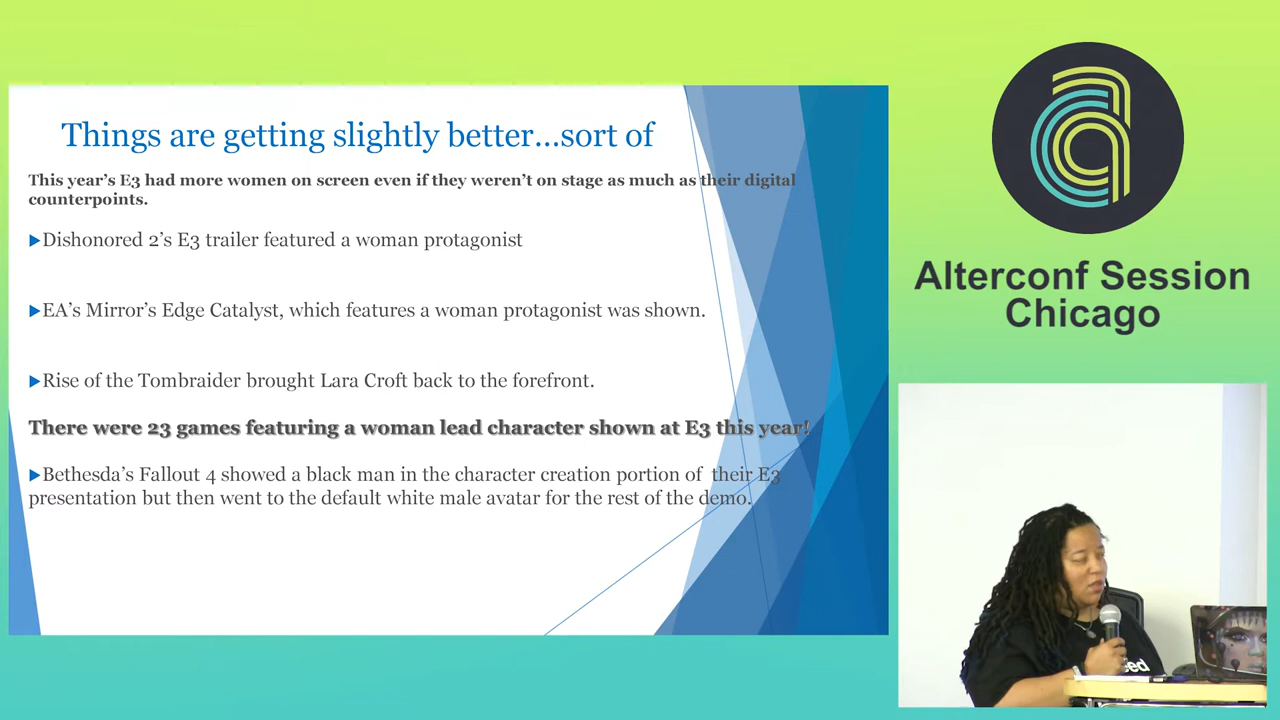 Things are getting slightly better...sort of
This year's E3 had more women on screen even if they weren't on stage as much as their digital
counterpoints.
Dishonored 2's E3 trailer featured a woman protagonist
EA's Mirror's Edge Catalyst, which features a woman protagonist was shown.
Rise of the Tombraider brought Lara Croft back to the forefront.
There were 23 games featuring a woman lead character shown at E3 this year!
Bethesda's Fallout 4 showed a black man in the character creation portion of their E3
presentation but then went to the default white male avatar for the rest of the demo.
Alterconf Session
Chicago